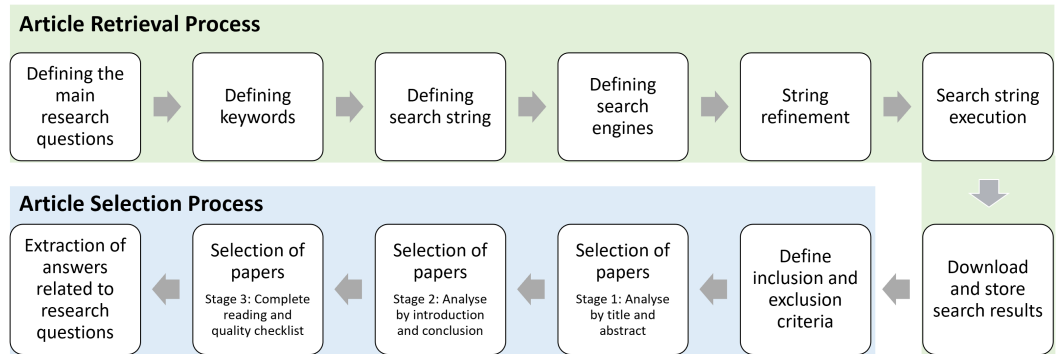 Article Retrieval Process
Defining the
main
research
questions
Defining
keywords
Defining
search string
Defining
search
engines
String
refinement
Search string
execution
Download
and store
search results
Article Selection Process
Define
inclusion and
exclusion
criteria
Selection of
papers
Stage 1: Analyse
by title and
abstract
Selection of
papers
Stage 2: Analyse
by introduction
and conclusion
Selection of
papers
Stage 3: Complete
reading and
quality checklist
Extraction of
answers
related to
research
questions